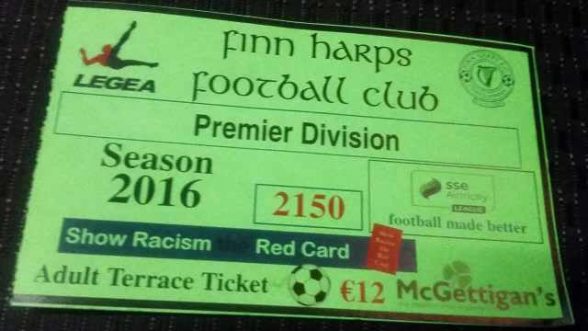 LEGEA
finn harps
football club
Premier Division
Season
2016
2150
sse
Airtricity
LEAGUE
football made better
Show Racism the Red Card
Adult Terrace Ticket €12 McGettigan's